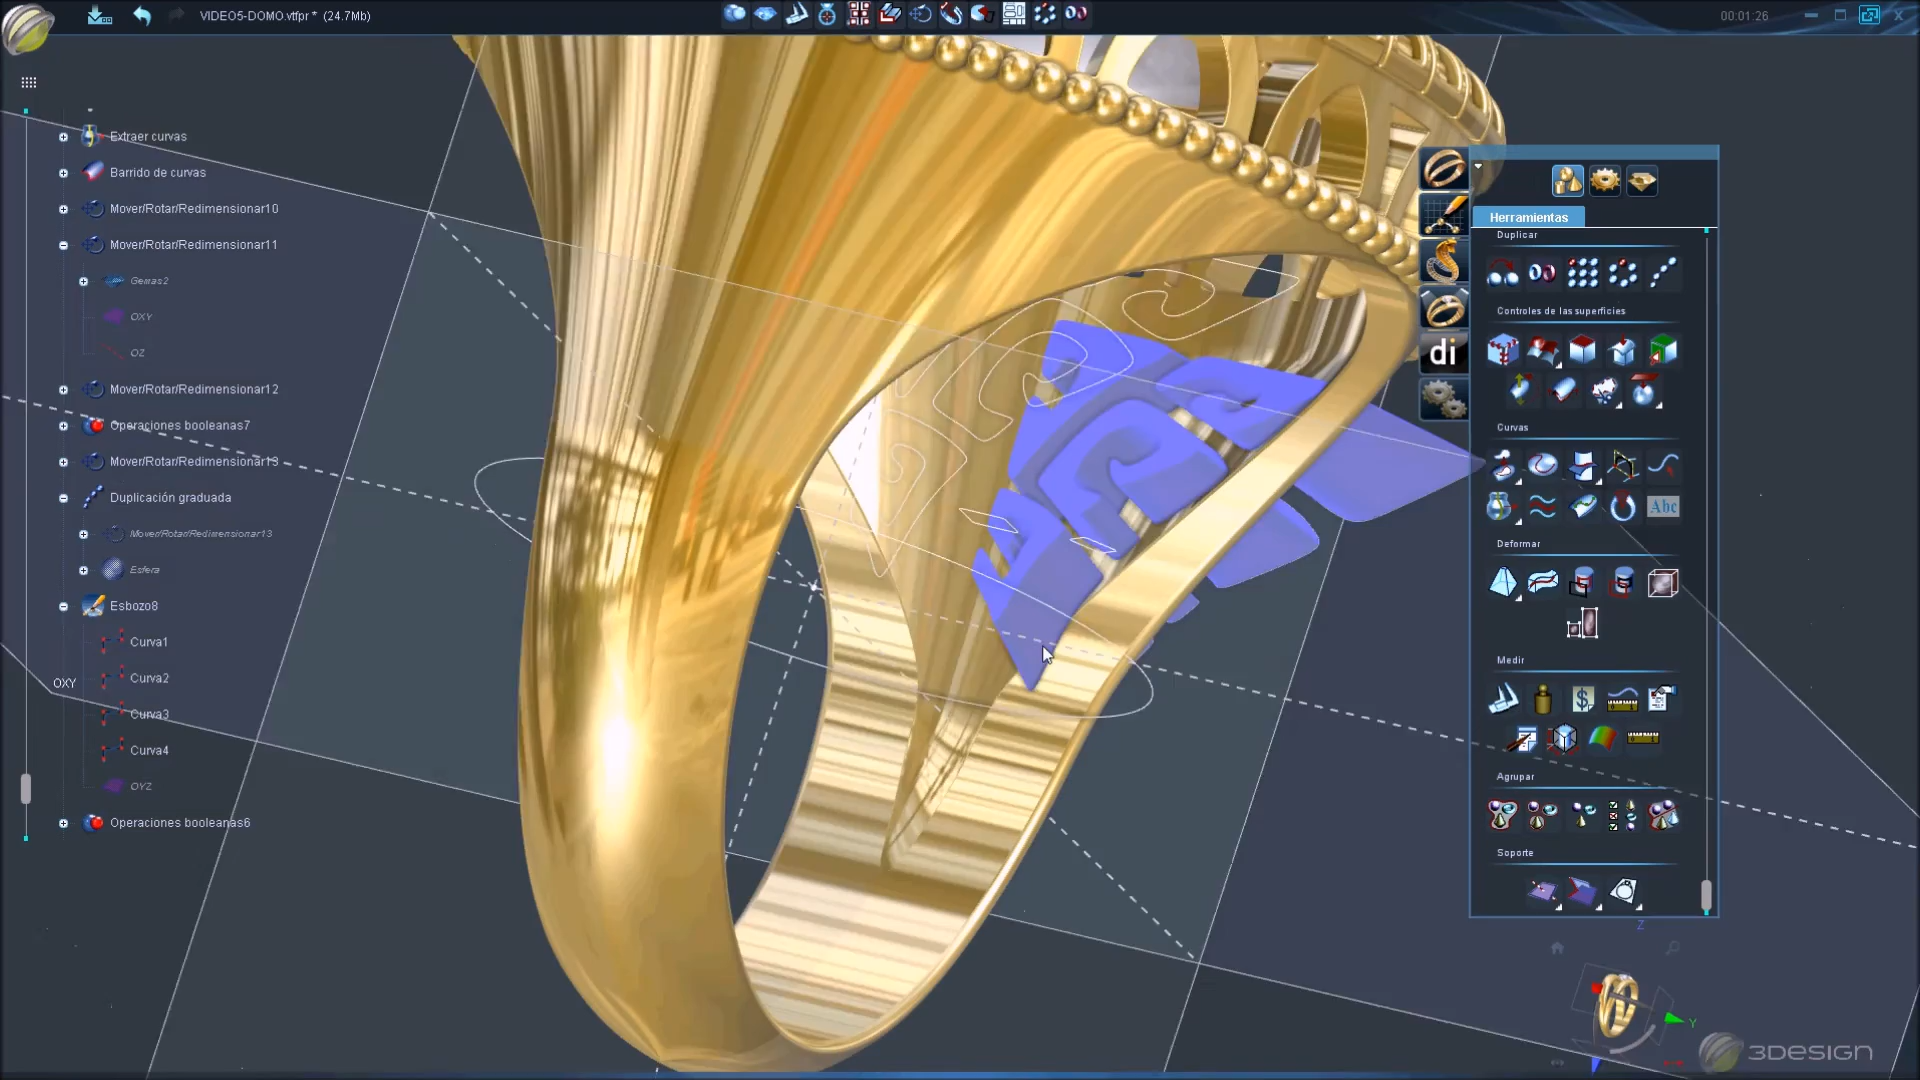 VIDEO5-DOMO.vtfpr * (24.7Mb)
00:01:26
Extraer curvas
Barrido de curvas
Mover/Rotar/Redimensionar10
Mover/Rotar/Redimensionar11
Gemas2
OXY
OZ
Mover/Rotar/Redimensionar12
Operaciones booleanas7
Mover/Rotar/Redimensionar13
Duplicación graduada
Mover/Rotar/Redimensionar13
Esfera
Esbozo8
Curva1
Curva2
OXY
Curva3
Curva4
OYZ
Operaciones booleanas6
di
Herramientas
Duplicar
Controles de las superficies
Curvas
Abc
Deformar
Medir
$
Agrupar
Soporte
Z
Y
3DESIGN